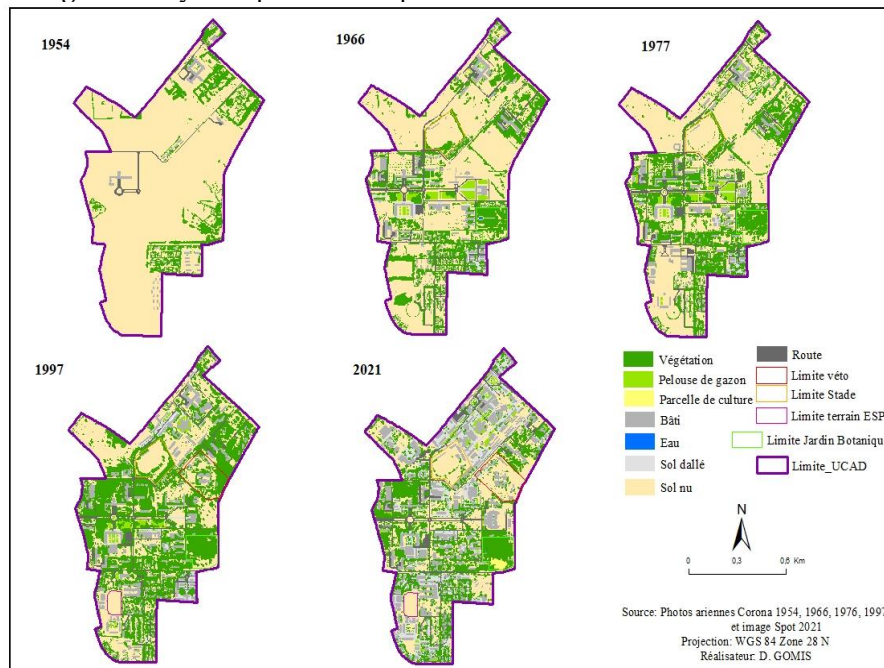 1954
1966
1977
1997
2021
Végétation
Pelouse de gazon
Parcelle de culture
Bâti
Eau
Sol dallé
Sol nu
Route
Limite véto
Limite Stade
Limite terrain ESP
Limite Jardin Botaniqu
Limite_UCAD
N
0 0,3 0,6 Km
Source: Photos ariennes Corona 1954, 1966, 1976, 1997
et image Spot 2021
Projection: WGS 84 Zone 28 N
Réalisateur: D. GOMIS